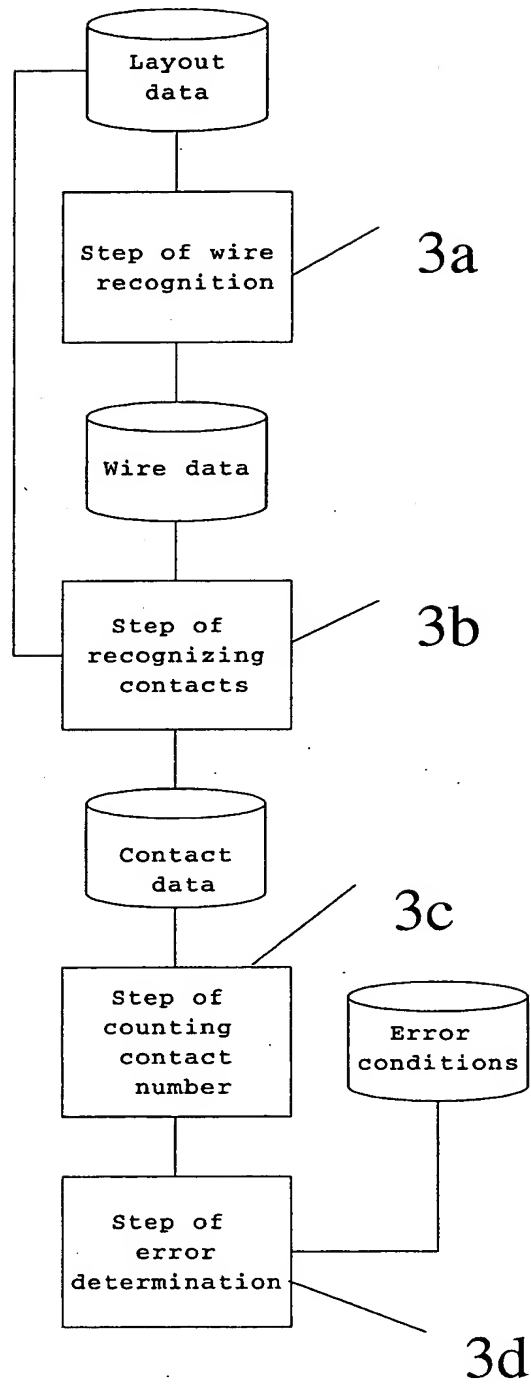 Layout
data
Step of wire
recognition
3a
Wire data
Step of
recognizing
contacts
3b
Contact
data
3c
Step of
counting
contact
number
Error
conditions
Step of
error
determination
3d